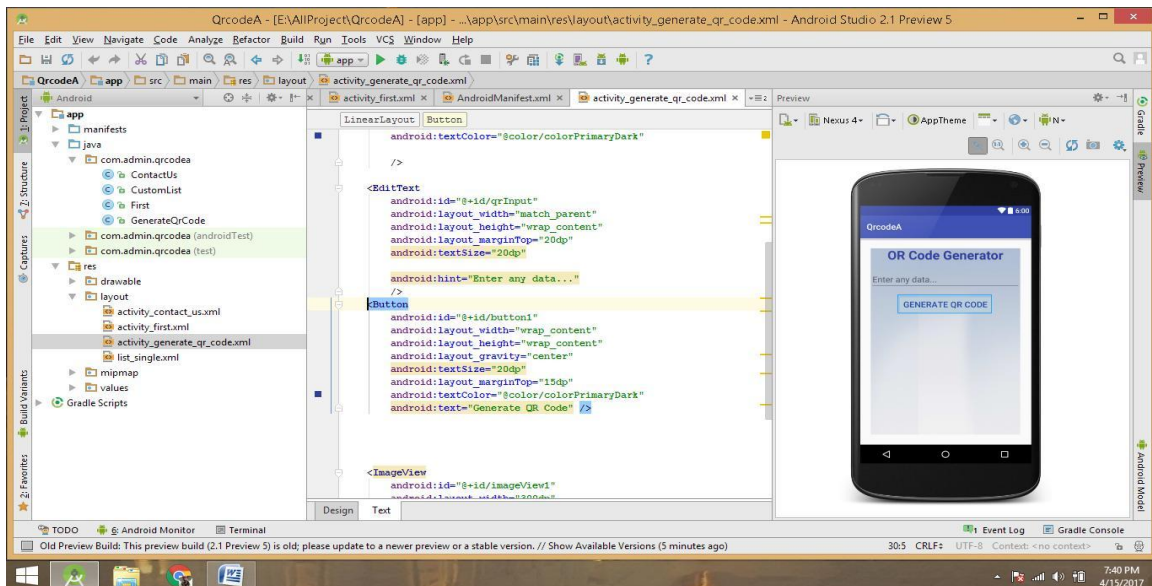 QrcodeA - [E:\AllProject\QrcodeA] - [app] - ...\app\src\main\res\layout\activity_generate_qr_code.xml - Android Studio 2.1 Preview 5
File Edit View Navigate Code Analyze Refactor Build Run Tools VCS Window Help
app
QrcodeA app src main res layout activity_generate_qr_code.xml
Android
activity_first.xml × AndroidManifest.xml × activity_generate_qr_code.xml ×
Preview
1: Project
Z: Structure
Captures
Build Variants
2: Favorites
app
manifests
java
com.admin.qrcodea
ContactUs
CustomList
First
GenerateQrCode
com.admin.qrcodea (androidTest)
com.admin.qrcodea (test)
res
drawable
layout
activity_contact_us.xml
activity_first.xml
activity_generate_qr_code.xml
list_single.xml
mipmap
values
Gradle Scripts
LinearLayout Button
android:textColor="@color/colorPrimaryDark"
/>
<EditText
android:id="@+id/qrInput"
android:layout_width="match_parent"
android:layout_height="wrap_content"
android:layout_marginTop="20dp"
android:textSize="20dp"
android:hint="Enter any data..."
/>
<Button
android:id="@+id/button1"
android:layout_width="wrap_content"
android:layout_height="wrap_content"
android:layout_gravity="center"
android:textSize="20dp"
android:layout_marginTop="15dp"
android:textColor="@color/colorPrimaryDark"
android:text="Generate QR Code" />
<ImageView
android:id="@+id/imageView1"
android:layout_width="300dp"
Design Text
Nexus 4 AppTheme N
6:00
QrcodeA
QR Code Generator
Enter any data...
GENERATE QR CODE
Gradle
Preview
Android Model
TODO 6: Android Monitor Terminal
1 Event Log Gradle Console
Old Preview Build: This preview build (2.1 Preview 5) is old; please update to a newer preview or a stable version. // Show Available Versions (5 minutes ago)
30:5 CRLF UTF-8 Context: <no context>
7:40 PM
4/15/2017